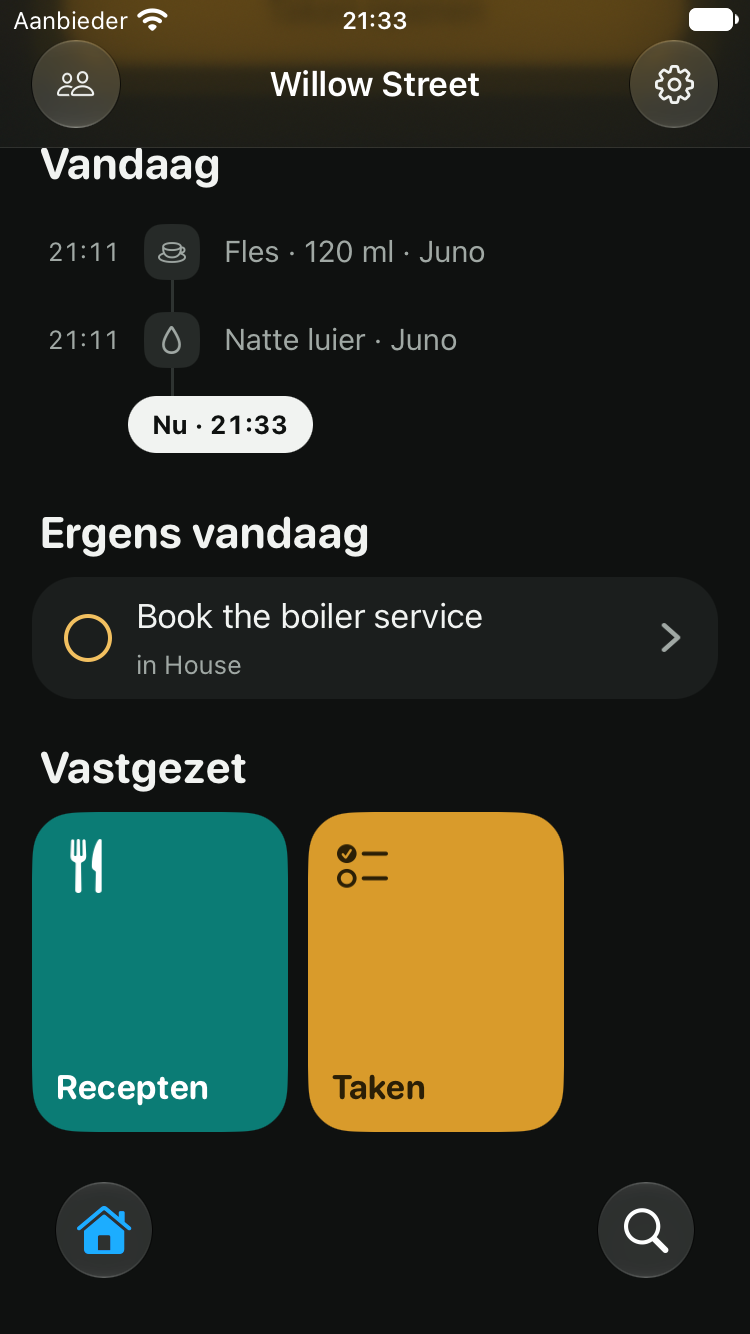 Aanbieder 21:33
Willow Street
Vandaag
21:11 Fles · 120 ml · Juno
21:11 Natte luier · Juno
Nu · 21:33
Ergens vandaag
Book the boiler service
in House
Vastgezet
Recepten Taken